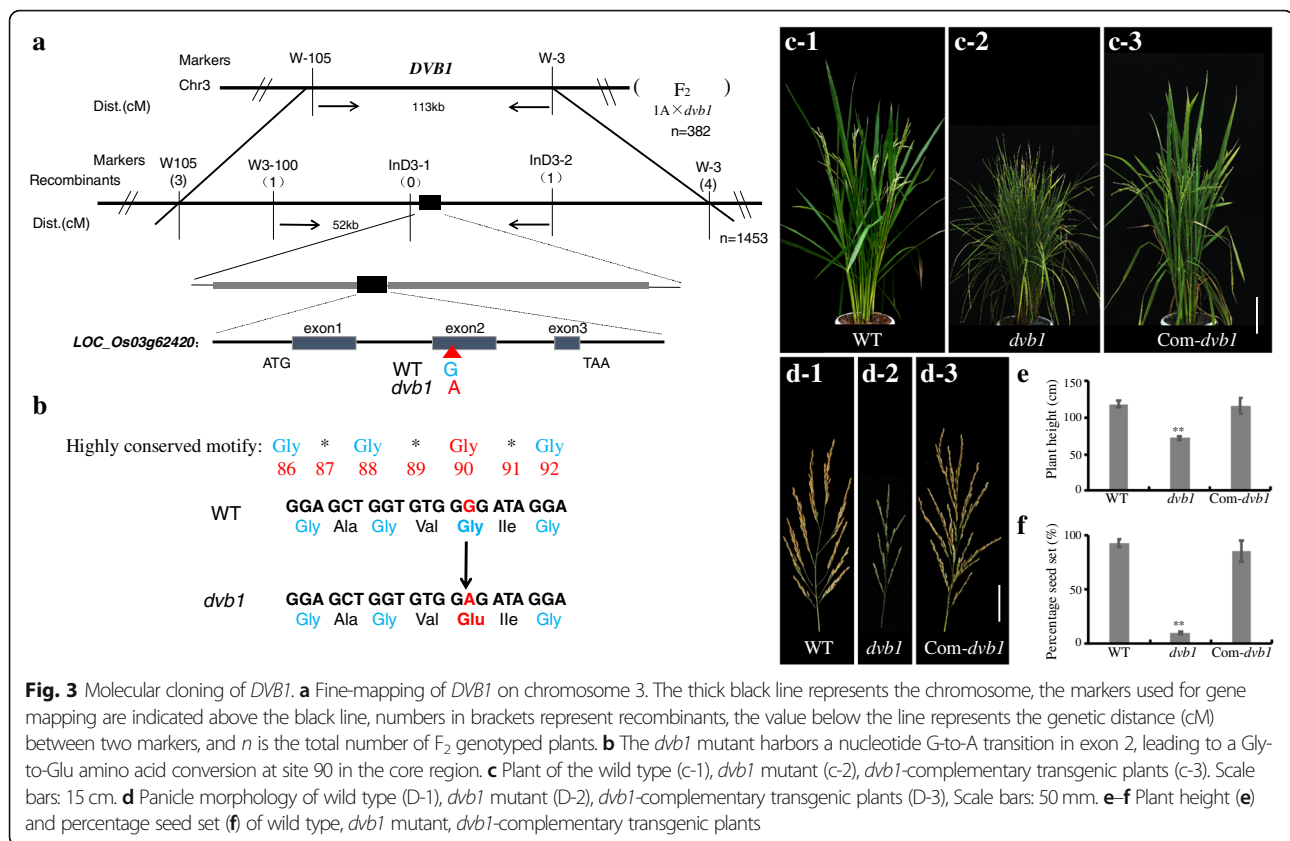 a
Markers W-105 DVB1 W-3
Chr3
( F2 )
Dist.(cM) 113kb 1A×dvb1
n=382
Markers W105 W3-100 InD3-1 InD3-2 W-3
Recombinants (3) (1) (0) (1) (4)
Dist.(cM) 52kb n=1453
LOC_Os03g62420: exon1 exon2 exon3
ATG TAA
WT G
dvb1 A
b
Highly conserved motif: Gly * Gly * Gly * Gly
86 87 88 89 90 91 92
WT GGA GCT GGT GTG GGG ATA GGA
Gly Ala Gly Val Gly Ile Gly
dvb1 GGA GCT GGT GTG GAG ATA GGA
Gly Ala Gly Val Glu Ile Gly
c-1 c-2 c-3
WT dvb1 Com-dvb1
d-1 d-2 d-3
WT dvb1 Com-dvb1
e
Plant height (cm)
150
100
50
0
**
WT dvb1 Com-dvb1
f
Percentage seed set (%)
100
50
0
**
WT dvb1 Com-dvb1
Fig. 3 Molecular cloning of DVB1. a Fine-mapping of DVB1 on chromosome 3. The thick black line represents the chromosome, the markers used for gene
mapping are indicated above the black line, numbers in brackets represent recombinants, the value below the line represents the genetic distance (cM)
between two markers, and n is the total number of F2 genotyped plants. b The dvb1 mutant harbors a nucleotide G-to-A transition in exon 2, leading to a Gly-
to-Glu amino acid conversion at site 90 in the core region. c Plant of the wild type (c-1), dvb1 mutant (c-2), dvb1-complementary transgenic plants (c-3). Scale
bars: 15 cm. d Panicle morphology of wild type (D-1), dvb1 mutant (D-2), dvb1-complementary transgenic plants (D-3), Scale bars: 50 mm. e–f Plant height (e)
and percentage seed set (f) of wild type, dvb1 mutant, dvb1-complementary transgenic plants